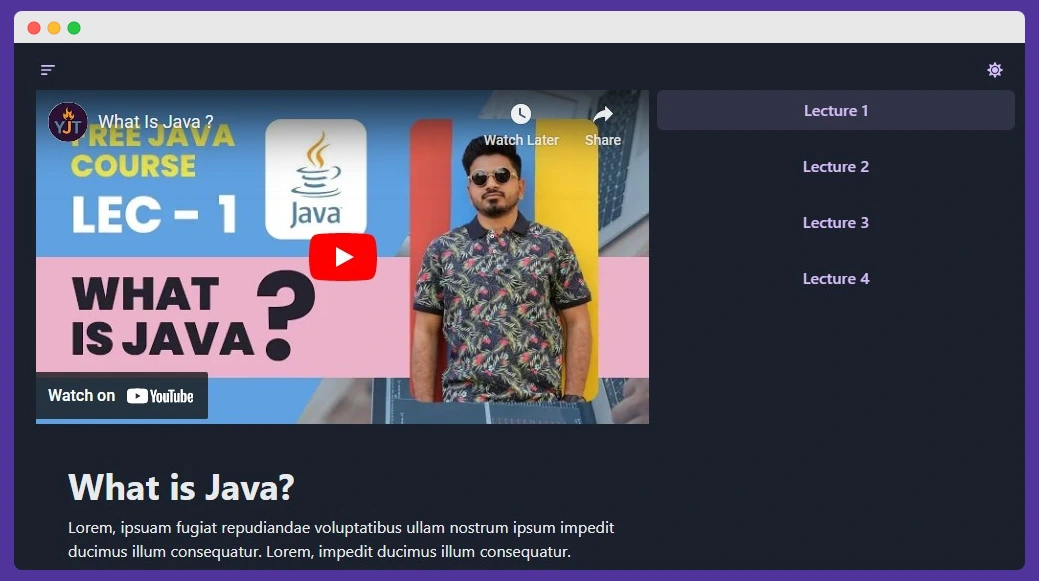 YJT
What Is Java ?
Watch Later
Share
FREE JAVA
COURSE
LEC - 1
Java
WHAT
IS JAVA ?
Watch on YouTube
Lecture 1
Lecture 2
Lecture 3
Lecture 4
What is Java?
Lorem, ipsum fugiat repudiandae voluptatibus ullam nostrum ipsum impedit
ducimus illum consequatur. Lorem, impedit ducimus illum consequatur.